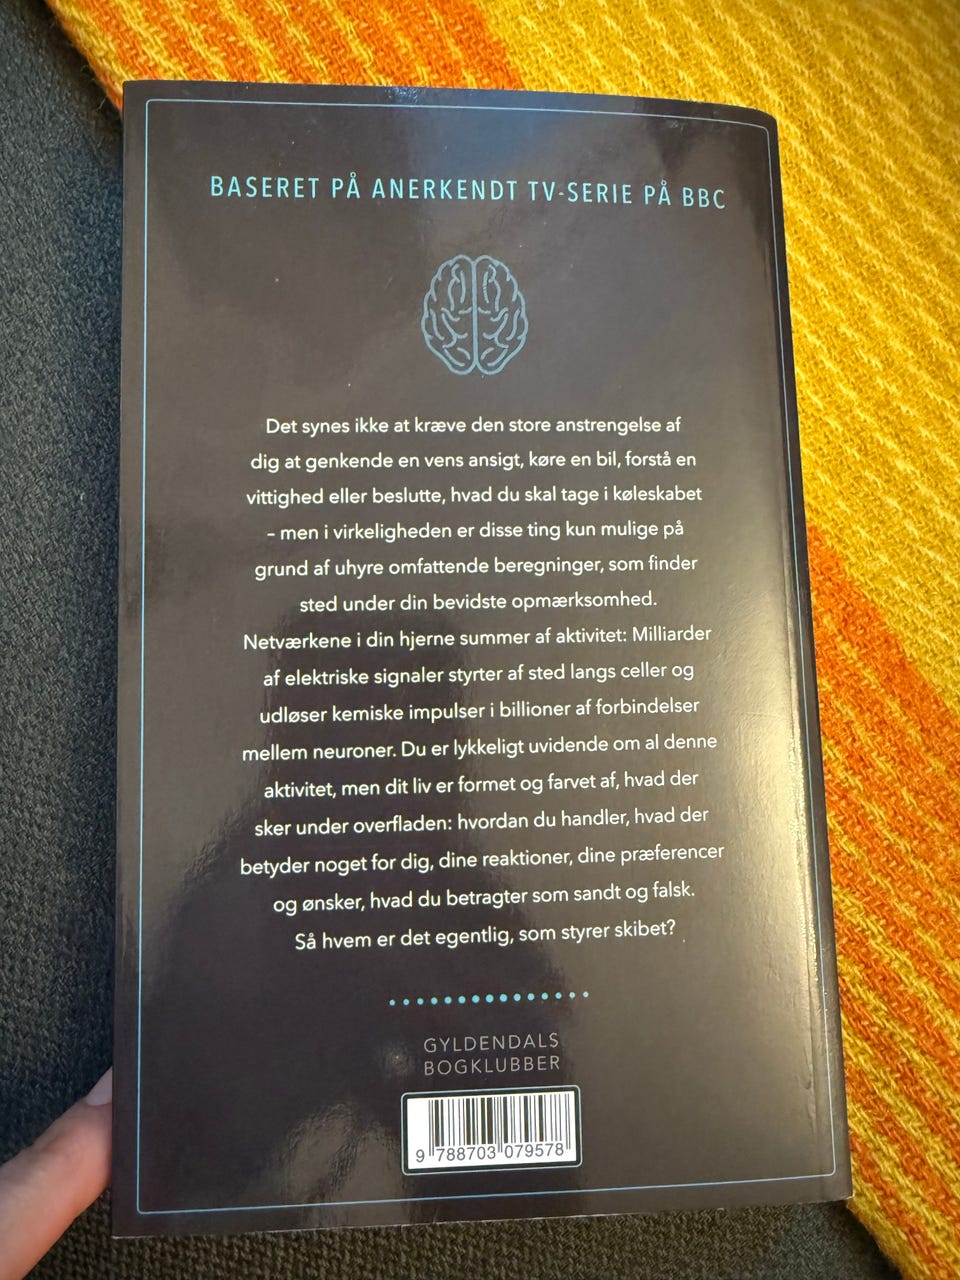 BASERET PÅ ANERKENDT TV-SERIE PÅ BBC
Det synes ikke at kræve den store anstrengelse af
dig at genkende en vens ansigt, køre en bil, forstå en
vittighed eller beslutte, hvad du skal tage i køleskabet
– men i virkeligheden er disse ting kun mulige på
grund af uhyre omfattende beregninger, som finder
sted under din bevidste opmærksomhed.
Netværkene i din hjerne summer af aktivitet: Milliarder
af elektriske signaler styrter af sted langs celler og
udløser kemiske impulser i billioner af forbindelser
mellem neuroner. Du er lykkeligt uvidende om al denne
aktivitet, men dit liv er formet og farvet af, hvad der
sker under overfladen: hvordan du handler, hvad der
betyder noget for dig, dine reaktioner, dine præferencer
og ønsker, hvad du betragter som sandt og falsk.
Så hvem er det egentlig, som styrer skibet?
GYLDENDALS
BOGKLUBBER
9 788703 079578